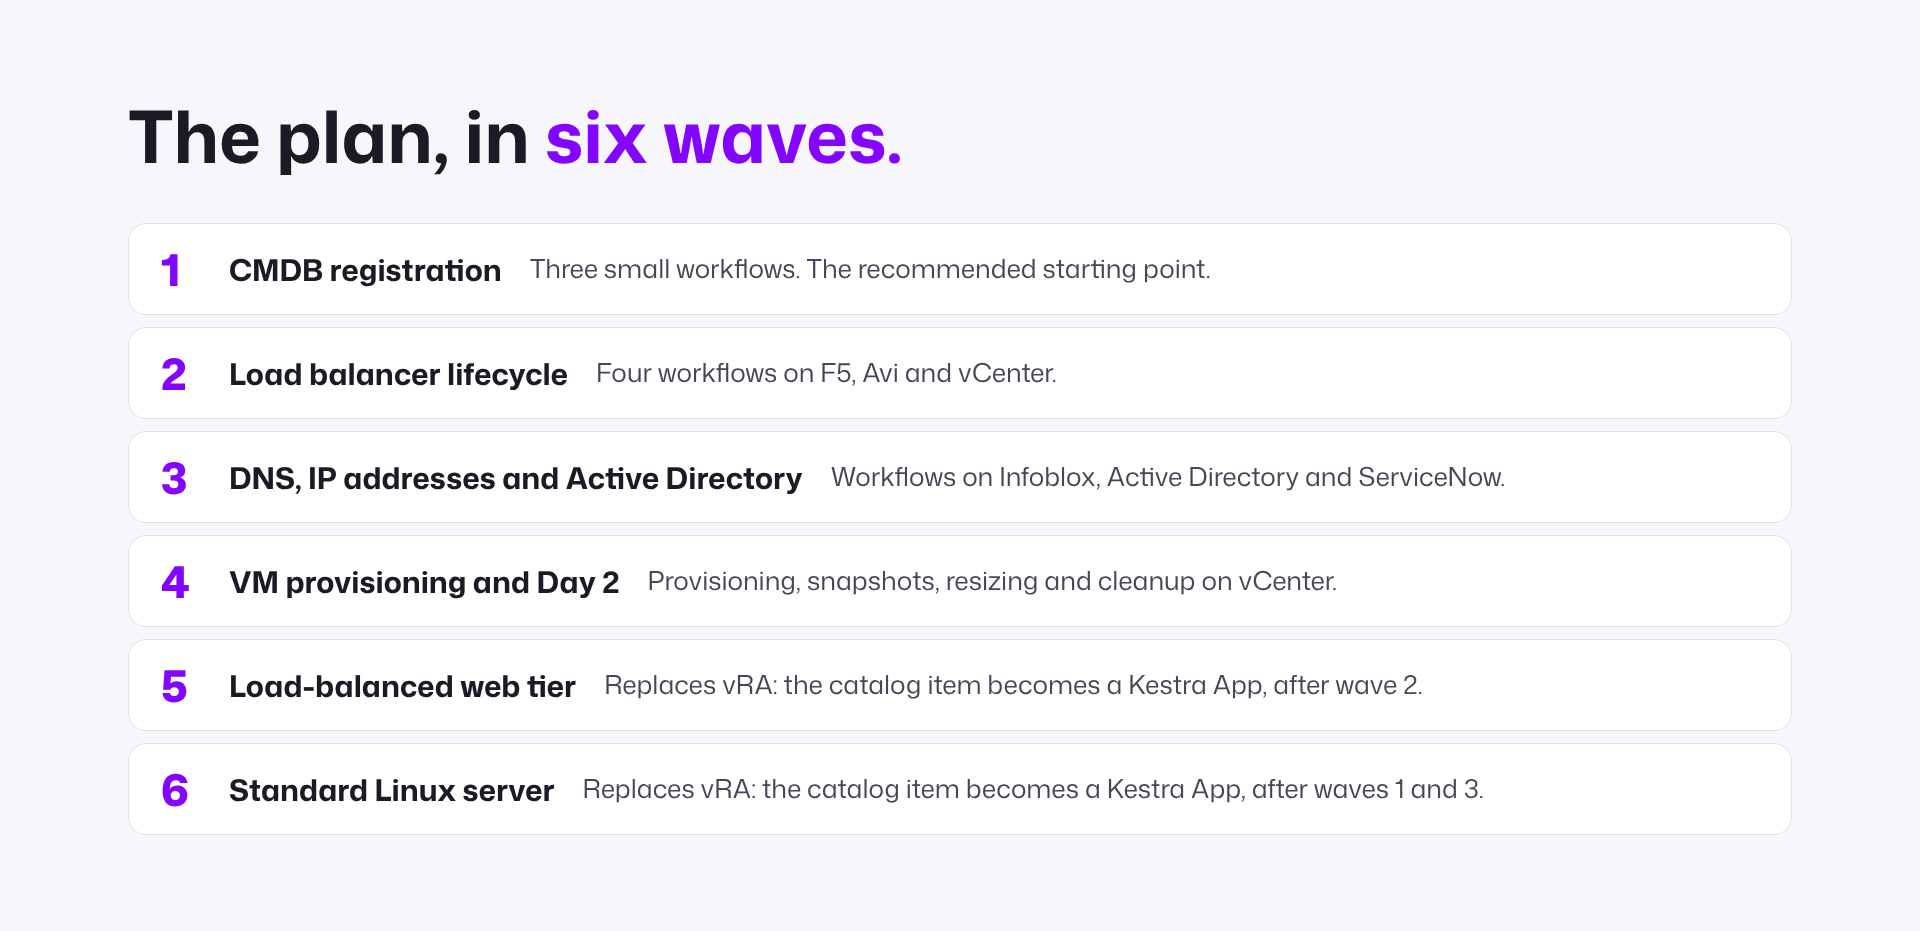 The plan, in six waves.
1 CMDB registration Three small workflows. The recommended starting point.
2 Load balancer lifecycle Four workflows on F5, Avi and vCenter.
3 DNS, IP addresses and Active Directory Workflows on Infoblox, Active Directory and ServiceNow.
4 VM provisioning and Day 2 Provisioning, snapshots, resizing and cleanup on vCenter.
5 Load-balanced web tier Replaces vRA: the catalog item becomes a Kestra App, after wave 2.
6 Standard Linux server Replaces vRA: the catalog item becomes a Kestra App, after waves 1 and 3.